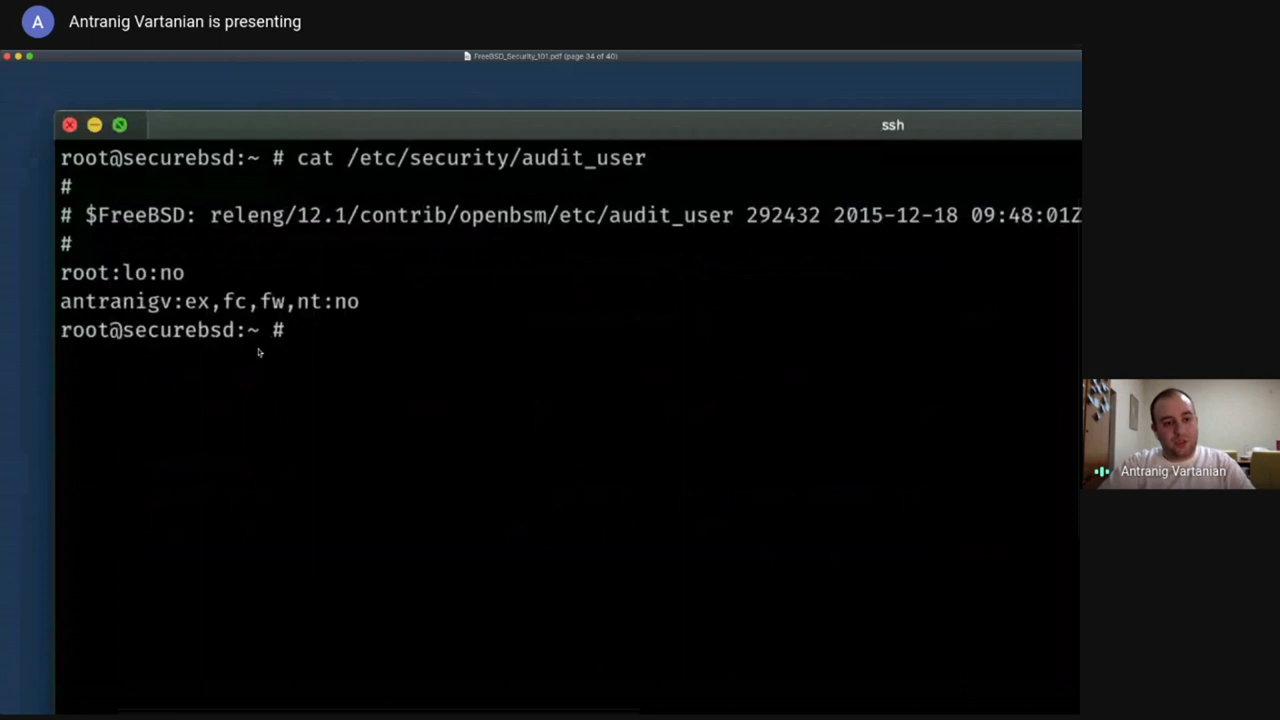 A
Antranig Vartanian is presenting
FreeBSD_Security_101.pdf (page 34 of 40)
ssh
root@securebsd:~ # cat /etc/security/audit_user
#
# $FreeBSD: releng/12.1/contrib/openbsm/etc/audit_user 292432 2015-12-18 09:48:01Z
#
root:lo:no
antranigv:ex,fc,fw,nt:no
root@securebsd:~ #
Antranig Vartanian